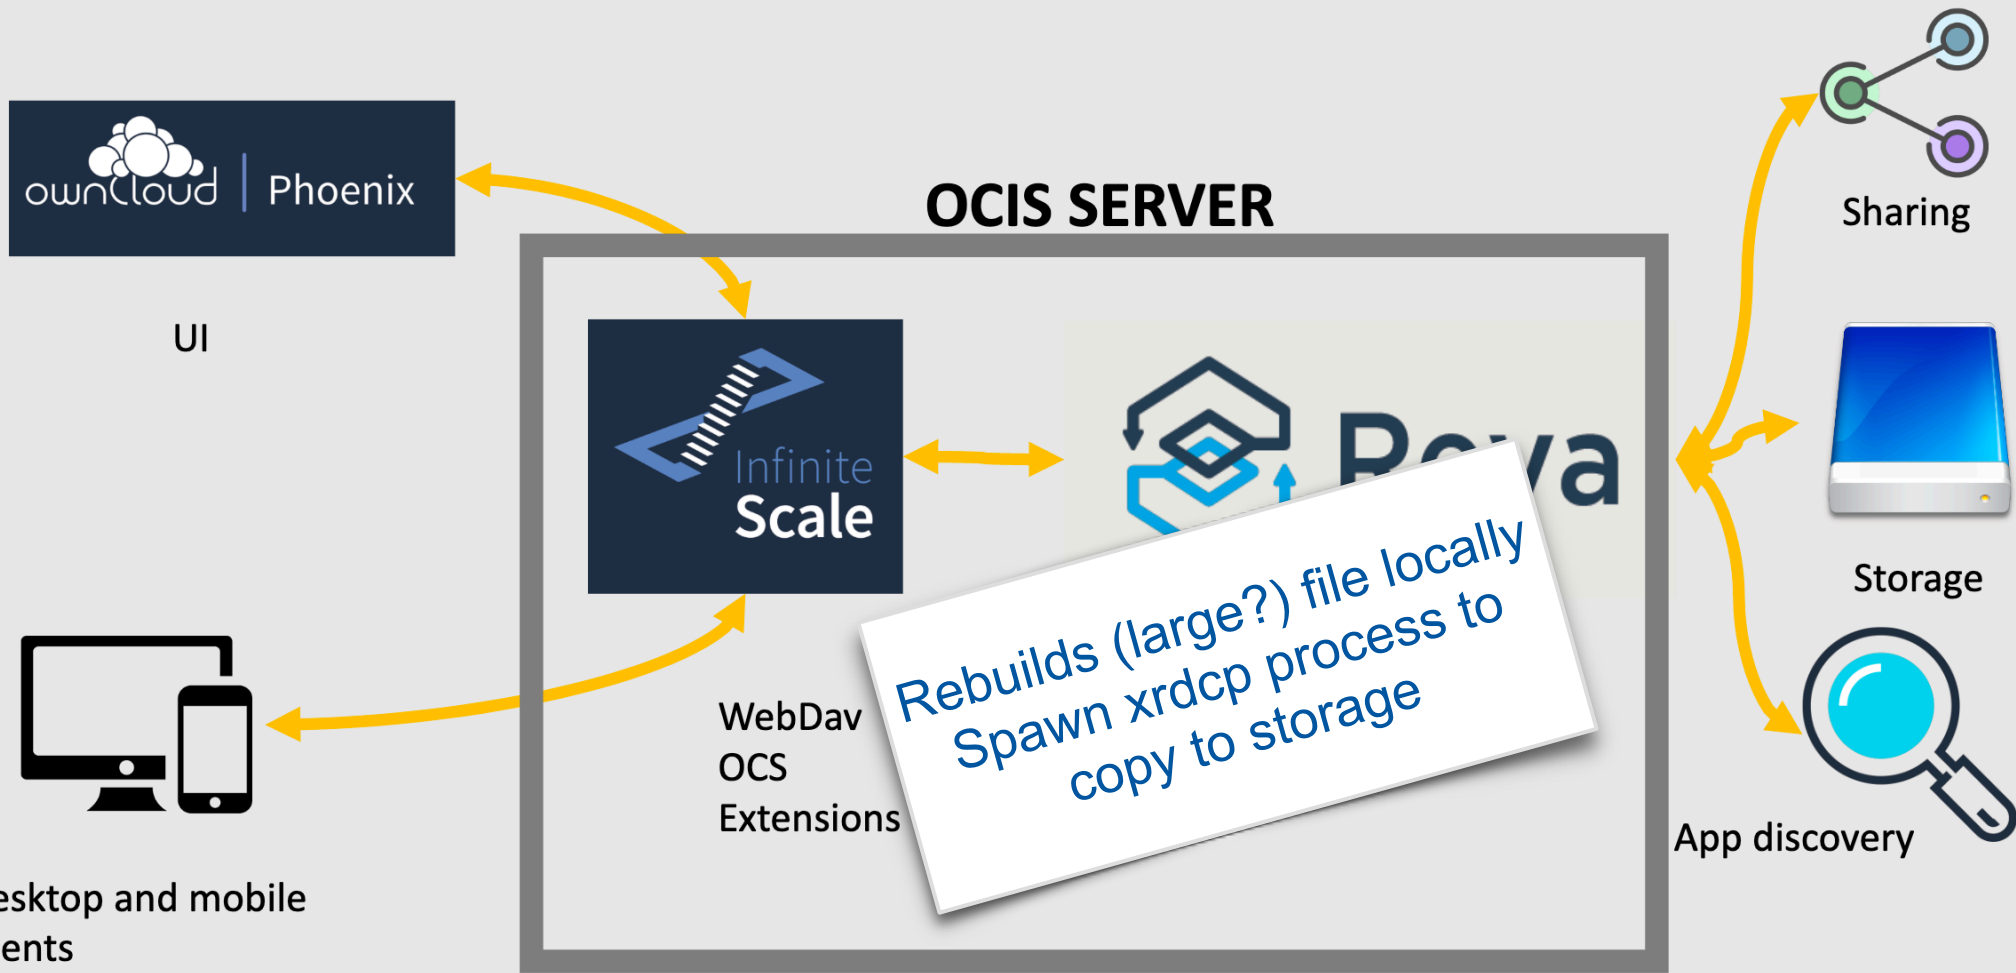 ownCloud | Phoenix
UI
OCIS SERVER
Infinite
Scale
Reva
Rebuilds (large?) file locally
Spawn xrdcp process to
copy to storage
WebDav
OCS
Extensions
Sharing
Storage
App discovery
esktop and mobile
ents